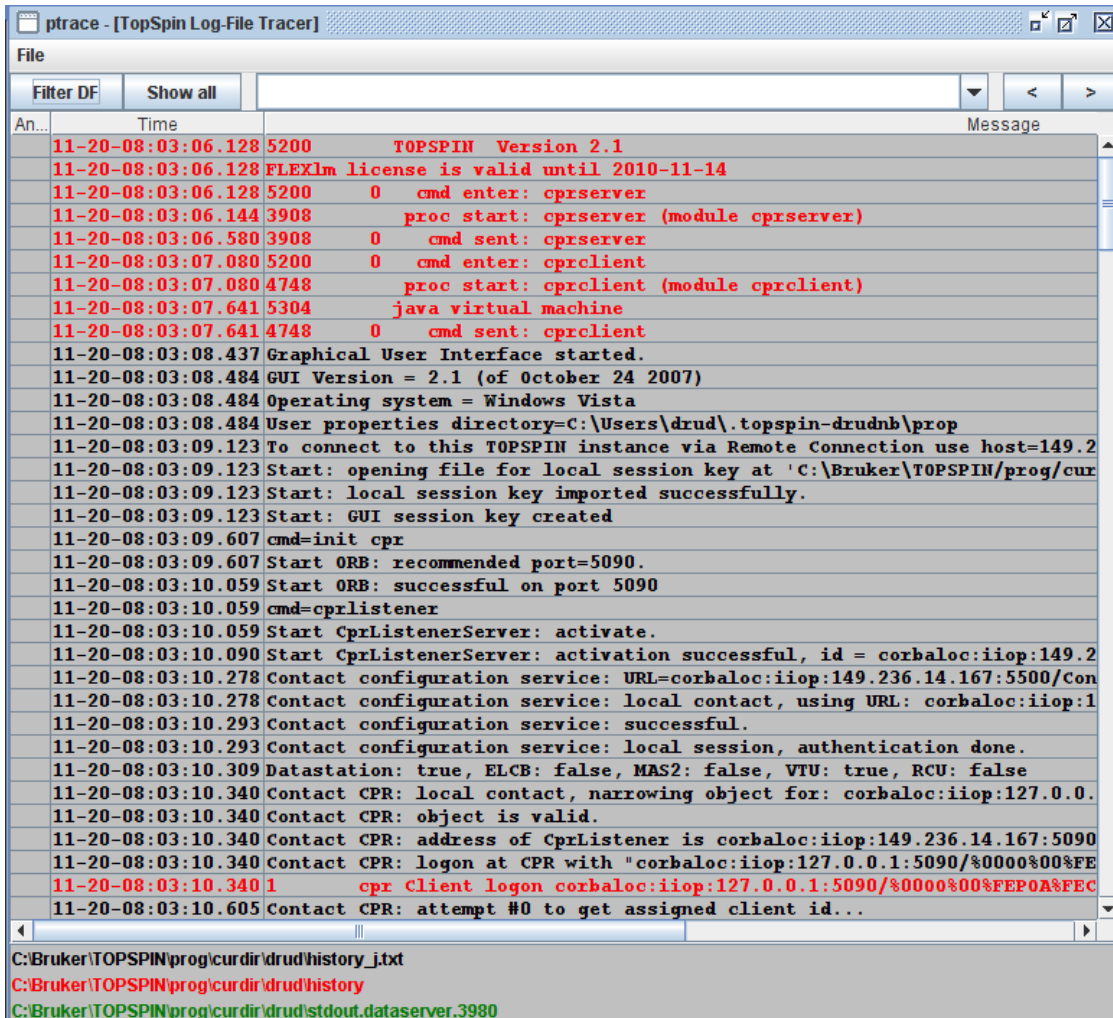 ptrace - [TopSpin Log-File Tracer]
File
Filter DF Show all < >
An... Time Message
11-20-08:03:06.128 5200 TOPSPIN Version 2.1
11-20-08:03:06.128 FLEXlm license is valid until 2010-11-14
11-20-08:03:06.128 5200 0 cmd enter: cprserver
11-20-08:03:06.144 3908 proc start: cprserver (module cprserver)
11-20-08:03:06.580 3908 0 cmd sent: cprserver
11-20-08:03:07.080 5200 0 cmd enter: cprclient
11-20-08:03:07.080 4748 proc start: cprclient (module cprclient)
11-20-08:03:07.641 5304 java virtual machine
11-20-08:03:07.641 4748 0 cmd sent: cprclient
11-20-08:03:08.437 Graphical User Interface started.
11-20-08:03:08.484 GUI Version = 2.1 (of October 24 2007)
11-20-08:03:08.484 Operating system = Windows Vista
11-20-08:03:08.484 User properties directory=C:\Users\drud\.topspin-drudnb\prop
11-20-08:03:09.123 To connect to this TOPSPIN instance via Remote Connection use host=149.2
11-20-08:03:09.123 Start: opening file for local session key at 'C:\Bruker\TOPSPIN/prog/cur
11-20-08:03:09.123 Start: local session key imported successfully.
11-20-08:03:09.123 Start: GUI session key created
11-20-08:03:09.607 cmd=init cpr
11-20-08:03:09.607 Start ORB: recommended port=5090.
11-20-08:03:10.059 Start ORB: successful on port 5090
11-20-08:03:10.059 cmd=cprlistener
11-20-08:03:10.059 Start CprListenerServer: activate.
11-20-08:03:10.090 Start CprListenerServer: activation successful, id = corbaloc:iiop:149.2
11-20-08:03:10.278 Contact configuration service: URL=corbaloc:iiop:149.236.14.167:5500/Con
11-20-08:03:10.278 Contact configuration service: local contact, using URL: corbaloc:iiop:1
11-20-08:03:10.293 Contact configuration service: successful.
11-20-08:03:10.293 Contact configuration service: local session, authentication done.
11-20-08:03:10.309 Datastation: true, ELCB: false, MAS2: false, VTU: true, RCU: false
11-20-08:03:10.340 Contact CPR: local contact, narrowing object for: corbaloc:iiop:127.0.0.
11-20-08:03:10.340 Contact CPR: object is valid.
11-20-08:03:10.340 Contact CPR: address of CprListener is corbaloc:iiop:149.236.14.167:5090
11-20-08:03:10.340 Contact CPR: logon at CPR with "corbaloc:iiop:127.0.0.1:5090/%0000%00%FE
11-20-08:03:10.340 1 cpr Client logon corbaloc:iiop:127.0.0.1:5090/%0000%00%FEP0A%FEC
11-20-08:03:10.605 Contact CPR: attempt #0 to get assigned client id...
C:\Bruker\TOPSPIN\prog\curdir\drud\history_j.txt
C:\Bruker\TOPSPIN\prog\curdir\drud\history
C:\Bruker\TOPSPIN\prog\curdir\drud\stdout.dataserver.3980